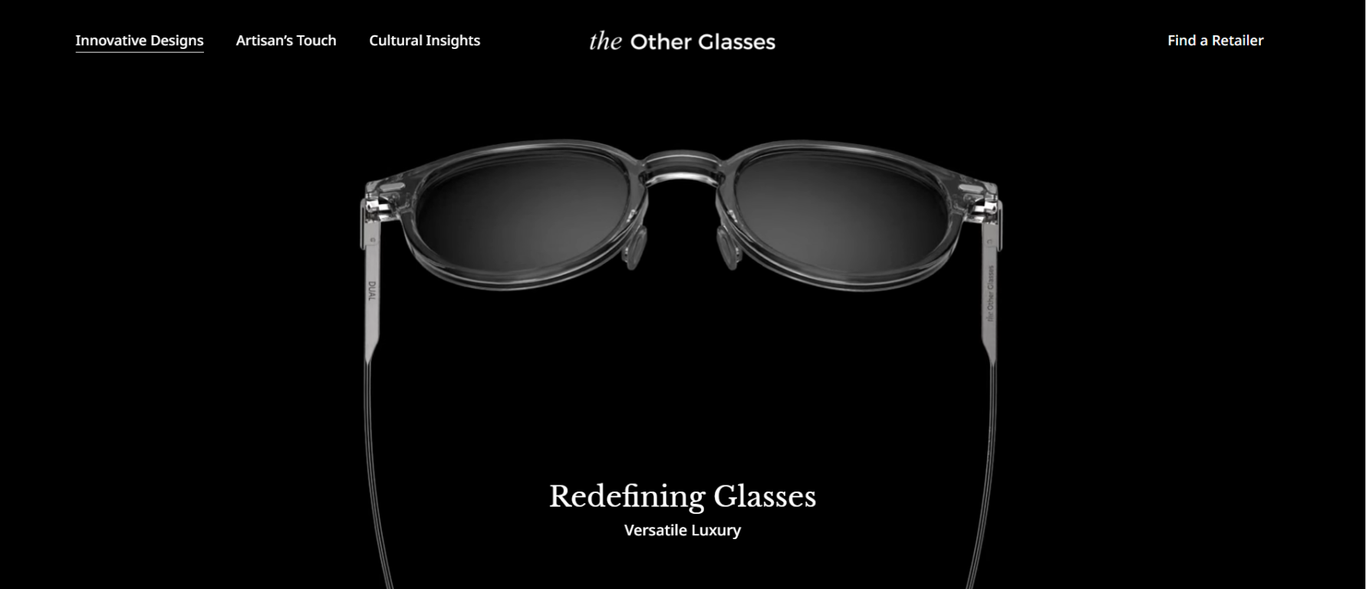 Innovative Designs Artisan’s Touch Cultural Insights the Other Glasses Find a Retailer
DUAL
the Other Glasses
Redefining Glasses
Versatile Luxury